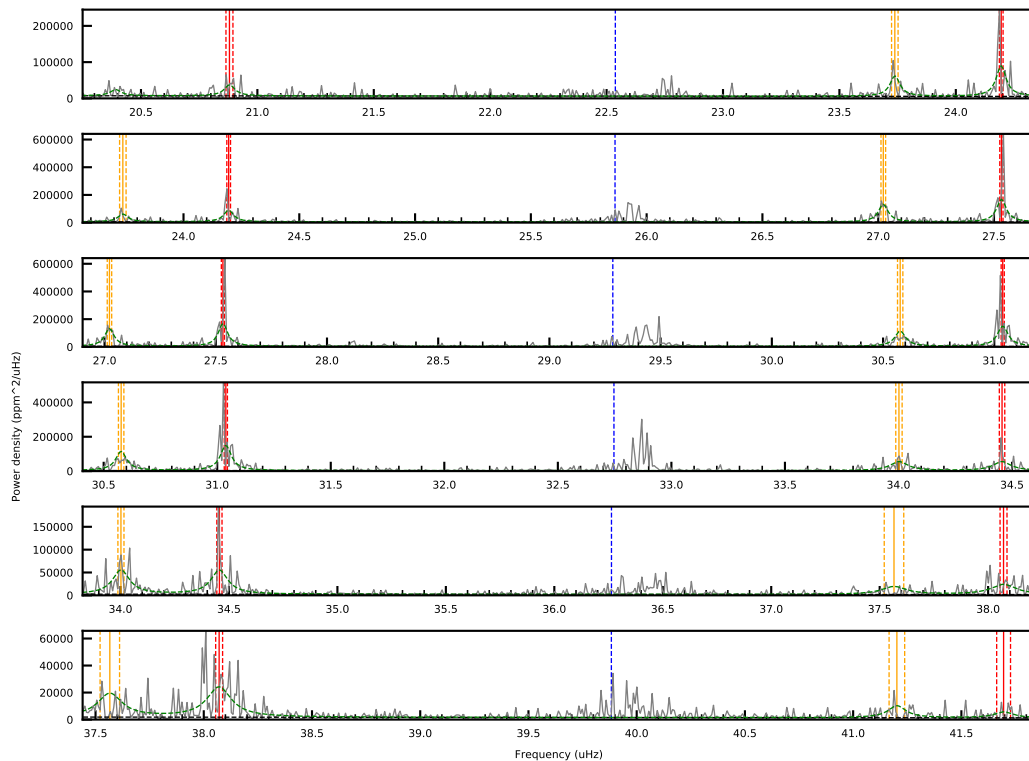 200000
100000
0
20.5 21.0 21.5 22.0 22.5 23.0 23.5 24.0
600000
400000
200000
0
24.0 24.5 25.0 25.5 26.0 26.5 27.0 27.5
600000
400000
200000
0
27.0 27.5 28.0 28.5 29.0 29.5 30.0 30.5 31.0
Power density (ppm^2/uHz)
400000
200000
0
30.5 31.0 31.5 32.0 32.5 33.0 33.5 34.0 34.5
150000
100000
50000
0
34.0 34.5 35.0 35.5 36.0 36.5 37.0 37.5 38.0
60000
40000
20000
0
37.5 38.0 38.5 39.0 39.5 40.0 40.5 41.0 41.5
Frequency (uHz)